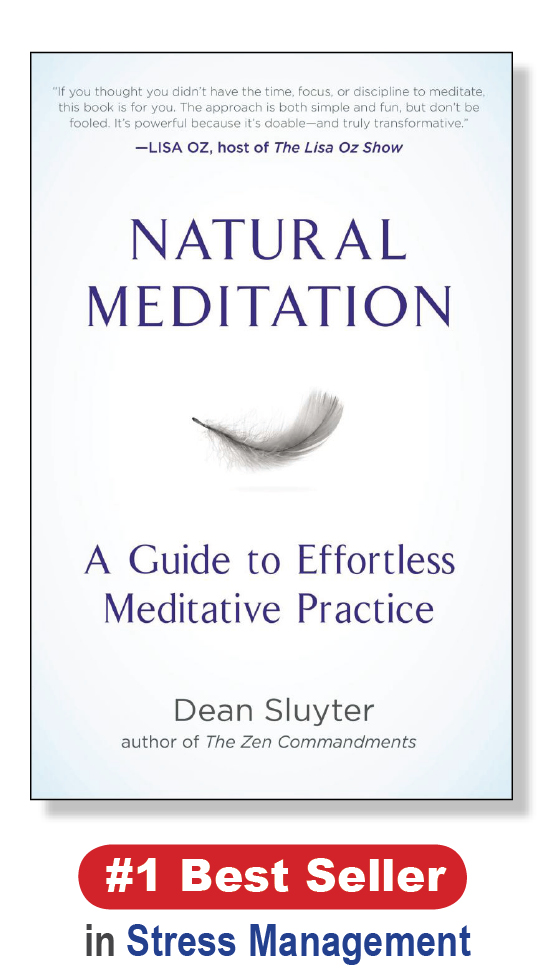 "If you thought you didn't have the time, focus, or discipline to meditate,
this book is for you. The approach is both simple and fun, but don't be
fooled. It's powerful because it's doable—and truly transformative."
—LISA OZ, host of The Lisa Oz Show
NATURAL
MEDITATION
A Guide to Effortless
Meditative Practice
Dean Sluyter
author of The Zen Commandments
#1 Best Seller
in Stress Management